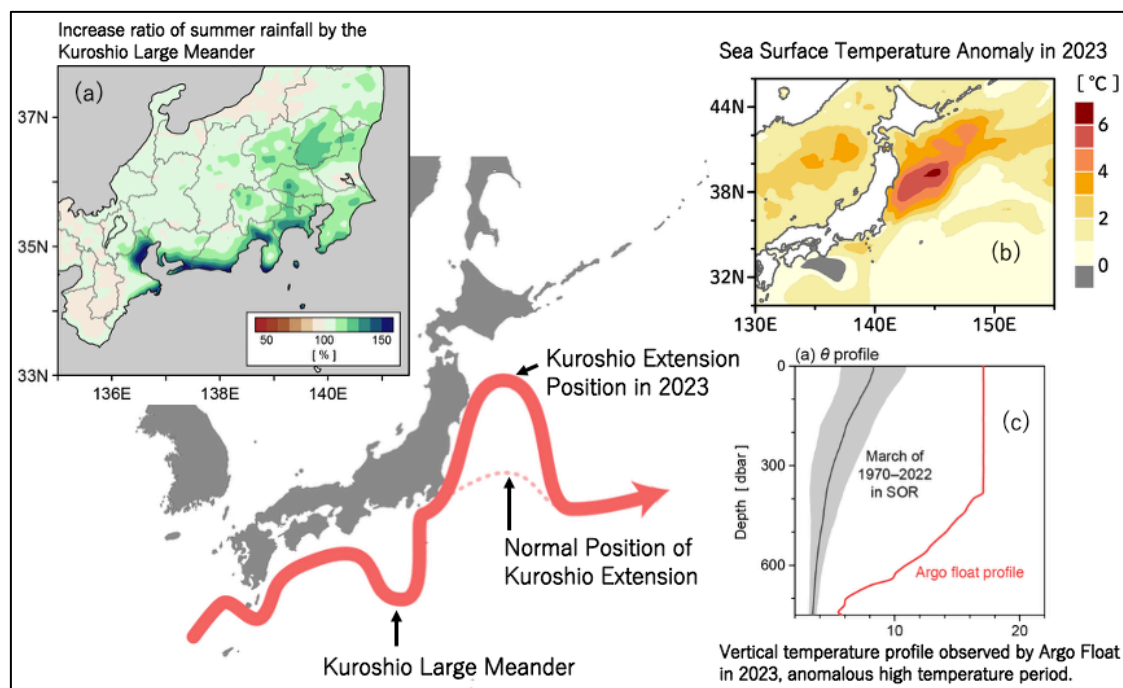 Increase ratio of summer rainfall by the
Kuroshio Large Meander
(a)
37N
35N
33N
136E
138E
140E
50
100
150
[ % ]
Sea Surface Temperature Anomaly in 2023
[ ℃ ]
44N
38N
32N
130E
140E
150E
6
4
2
0
(b)
Kuroshio Extension
Position in 2023
Normal Position of
Kuroshio Extension
Kuroshio Large Meander
(a) θ profile
(c)
0
300
600
Depth [ dbar ]
March of
1970–2022
in SOR
Argo float profile
10
20
Vertical temperature profile observed by Argo Float
in 2023, anomalous high temperature period.